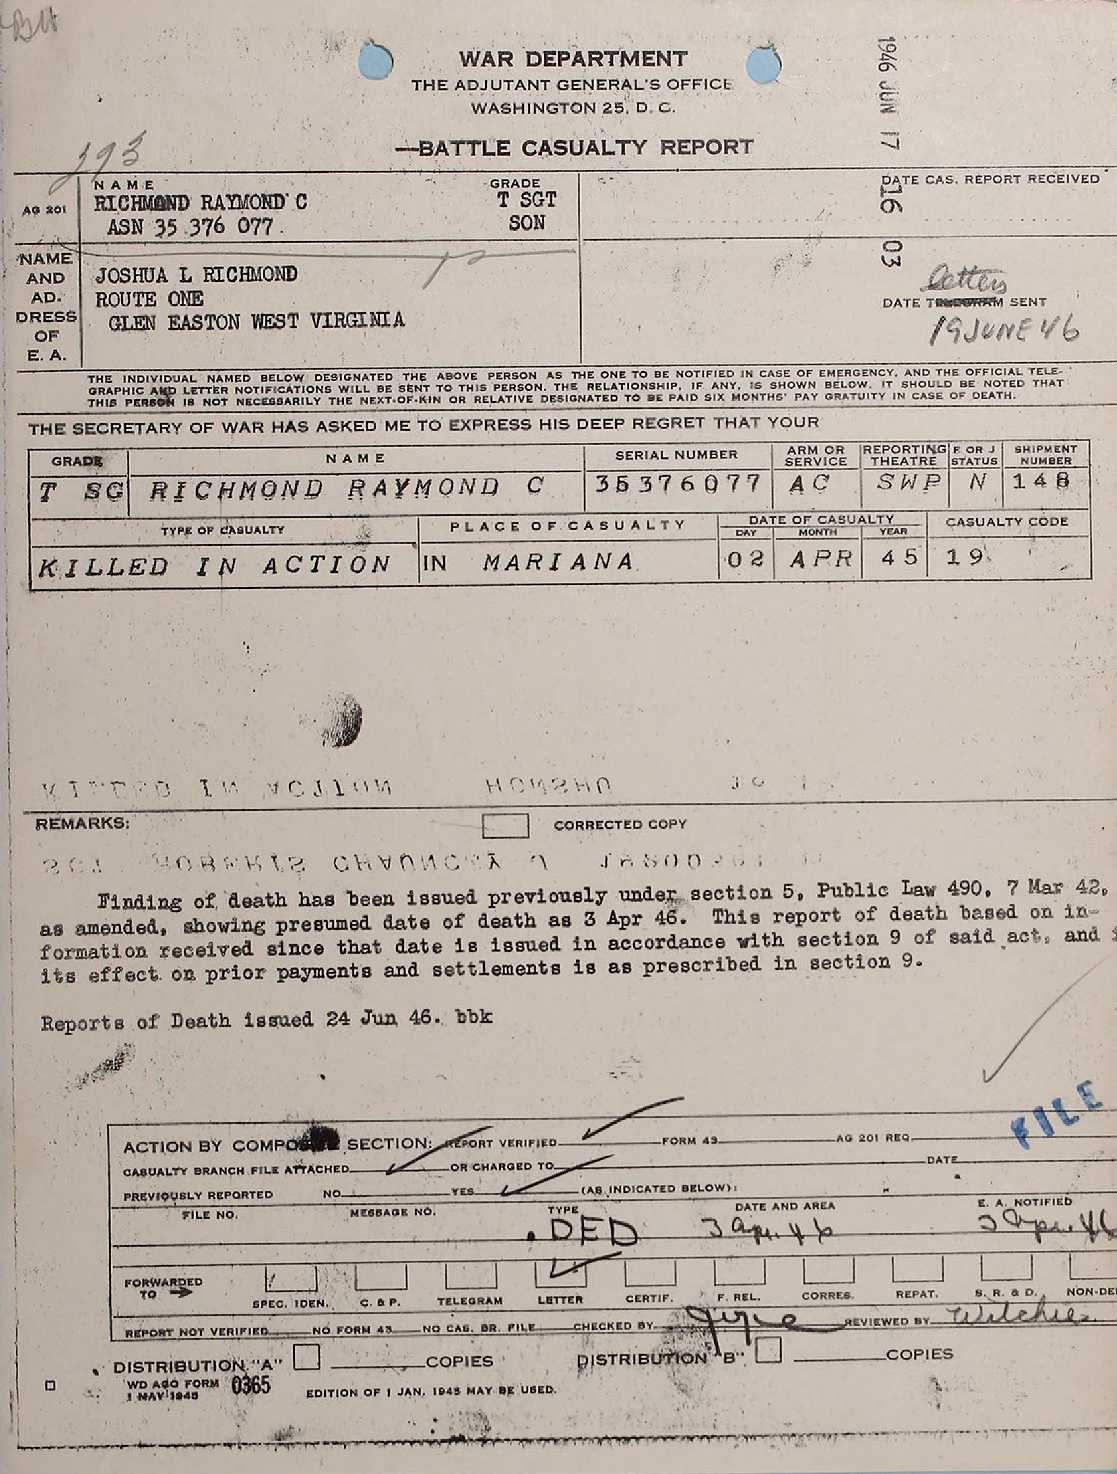 WAR DEPARTMENT
THE ADJUTANT GENERAL'S OFFICE
WASHINGTON 25, D. C.
—BATTLE CASUALTY REPORT
1946 JUN 17 16 03
193
NAME
GRADE
DATE CAS. REPORT RECEIVED
AG 201
RICHMOND RAYMOND C
T SGT
ASN 35 376 077
SON
NAME AND AD. DRESS OF E. A.
JOSHUA L RICHMOND
ROUTE ONE
GLEN EASTON WEST VIRGINIA
letters
DATE TELEGRAM SENT
19 JUNE 46
THE INDIVIDUAL NAMED BELOW DESIGNATED THE ABOVE PERSON AS THE ONE TO BE NOTIFIED IN CASE OF EMERGENCY, AND THE OFFICIAL TELE-
GRAPHIC AND LETTER NOTIFICATIONS WILL BE SENT TO THIS PERSON. THE RELATIONSHIP, IF ANY, IS SHOWN BELOW. IT SHOULD BE NOTED THAT
THIS PERSON IS NOT NECESSARILY THE NEXT-OF-KIN OR RELATIVE DESIGNATED TO BE PAID SIX MONTHS' PAY GRATUITY IN CASE OF DEATH.
THE SECRETARY OF WAR HAS ASKED ME TO EXPRESS HIS DEEP REGRET THAT YOUR
GRADE NAME SERIAL NUMBER ARM OR SERVICE REPORTING THEATRE F OR J STATUS SHIPMENT NUMBER
T SG RICHMOND RAYMOND C 35376077 AC SWP N 148
TYPE OF CASUALTY PLACE OF CASUALTY DATE OF CASUALTY CASUALTY CODE
DAY MONTH YEAR
KILLED IN ACTION IN MARIANA 02 APR 45 19
KILLED IN ACTION HONSHU
REMARKS: CORRECTED COPY
SGT ROBERTS CHAUNCEY
Finding of death has been issued previously under section 5, Public Law 490, 7 Mar 42,
as amended, showing presumed date of death as 3 Apr 46. This report of death based on in-
formation received since that date is issued in accordance with section 9 of said act, and i
its effect on prior payments and settlements is as prescribed in section 9.
Reports of Death issued 24 Jun 46. bbk
FILE
ACTION BY COMPOSITE SECTION: REPORT VERIFIED FORM 43 AG 201 REQ
CASUALTY BRANCH FILE ATTACHED OR CHARGED TO DATE
PREVIOUSLY REPORTED NO YES (AS INDICATED BELOW):
FILE NO. MESSAGE NO. TYPE DATE AND AREA E. A. NOTIFIED
DED 3 Apr. 46 3 Apr. 46
FORWARDED TO
SPEC. IDEN. C. & P. TELEGRAM LETTER CERTIF. F. REL. CORRES. REPAT. S. R. & D. NON-DE
REPORT NOT VERIFIED NO FORM 43 NO CAS. BR. FILE CHECKED BY REVIEWED BY
DISTRIBUTION "A" COPIES DISTRIBUTION "B" COPIES
WD AGO FORM 0365 EDITION OF 1 JAN. 1945 MAY BE USED.
1 MAY 1945